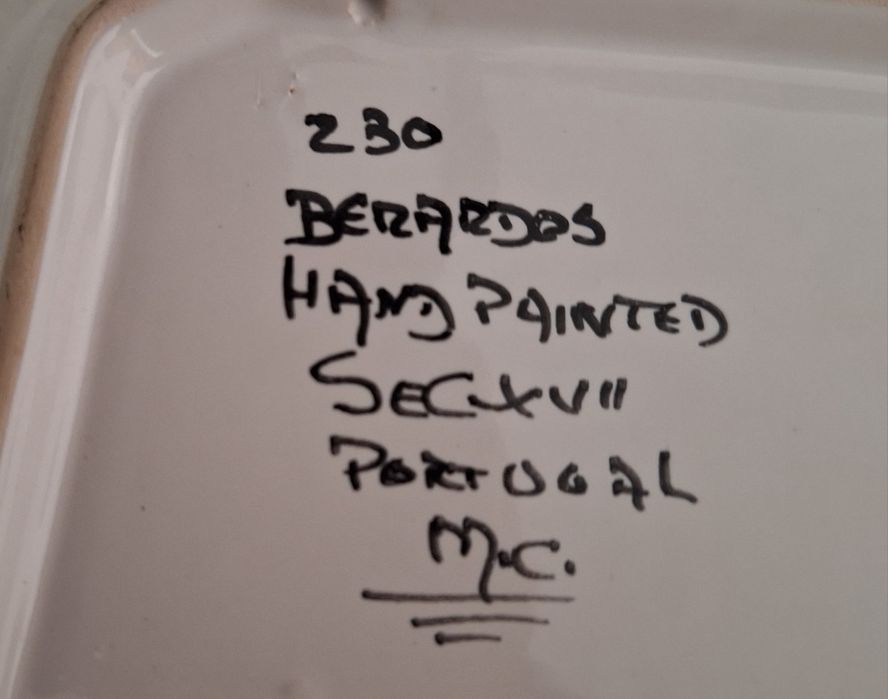 230
BERARDOS
HAND PAINTED
SEC XVII
PORTUGAL
M.C.